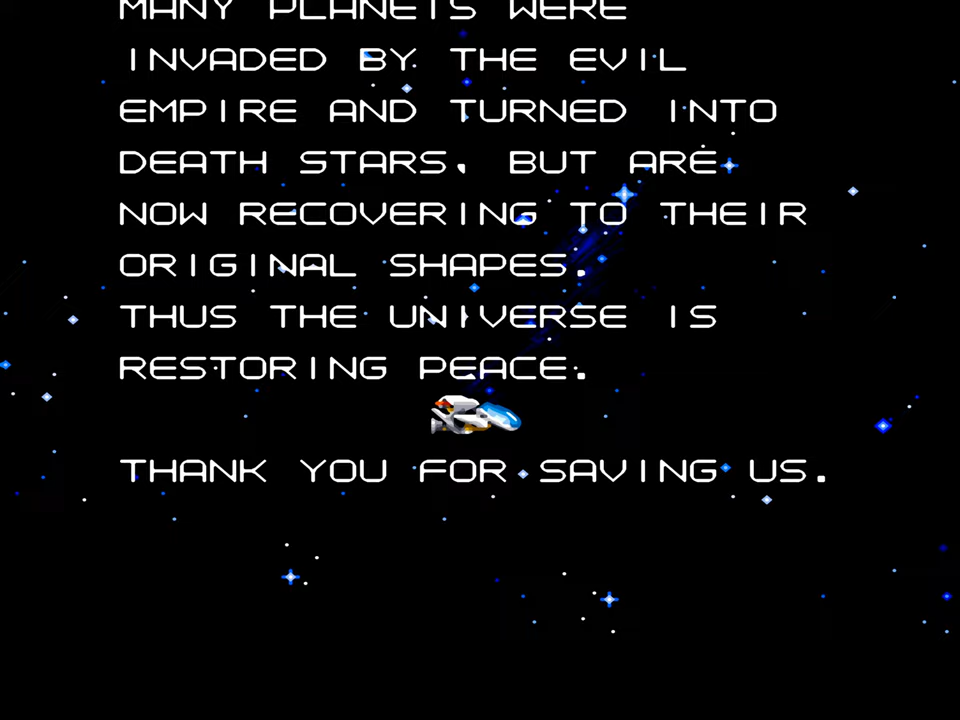 MANY PLANETS WERE
INVADED BY THE EVIL
EMPIRE AND TURNED INTO
DEATH STARS, BUT ARE
NOW RECOVERING TO THEIR
ORIGINAL SHAPES.
THUS THE UNIVERSE IS
RESTORING PEACE.
THANK YOU FOR SAVING US.